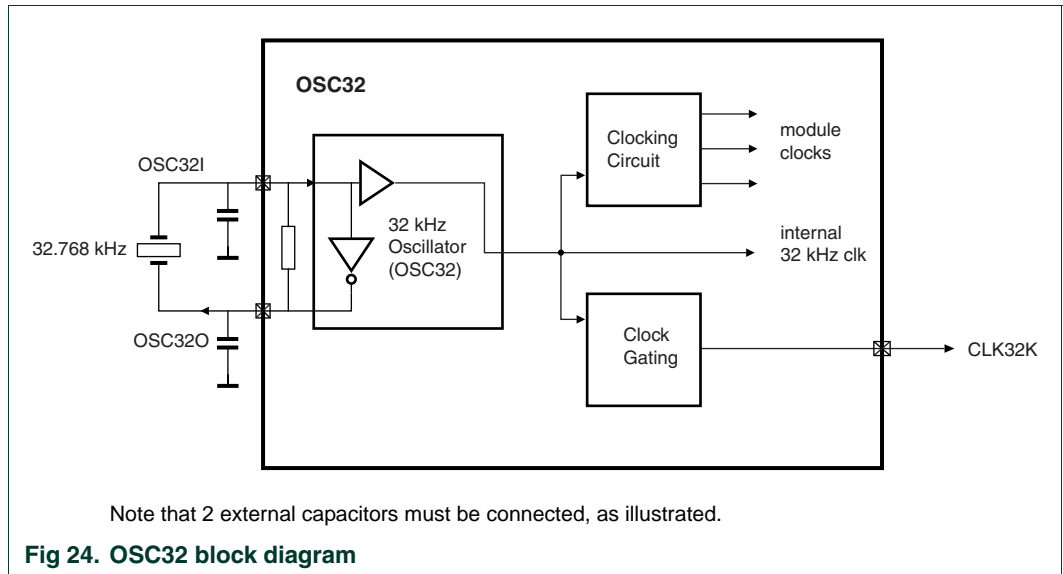 OSC32
OSC32I
32.768 kHz
OSC32O
32 kHz
Oscillator
(OSC32)
Clocking
Circuit
module
clocks
internal
32 kHz clk
Clock
Gating
CLK32K
Note that 2 external capacitors must be connected, as illustrated.
Fig 24. OSC32 block diagram